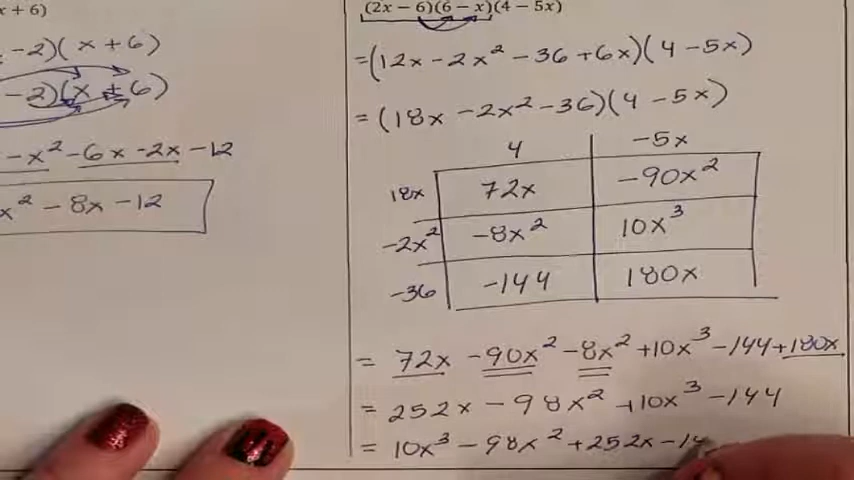 x + 6)
-2)(x+6)
-2)(x+6)
-x² -6x -2x -12
x² - 8x - 12
(2x − 6)(6 − x)(4 − 5x)
=(12x - 2x² - 36 + 6x)(4 - 5x)
= (18x - 2x² - 36)(4 - 5x)
4 -5x
18x 72x -90x²
-2x² -8x² 10x³
-36 -144 180x
= 72x - 90x² - 8x² + 10x³ - 144 + 180x
= 252x - 98x² + 10x³ - 144
= 10x³ - 98x² + 252x - 14